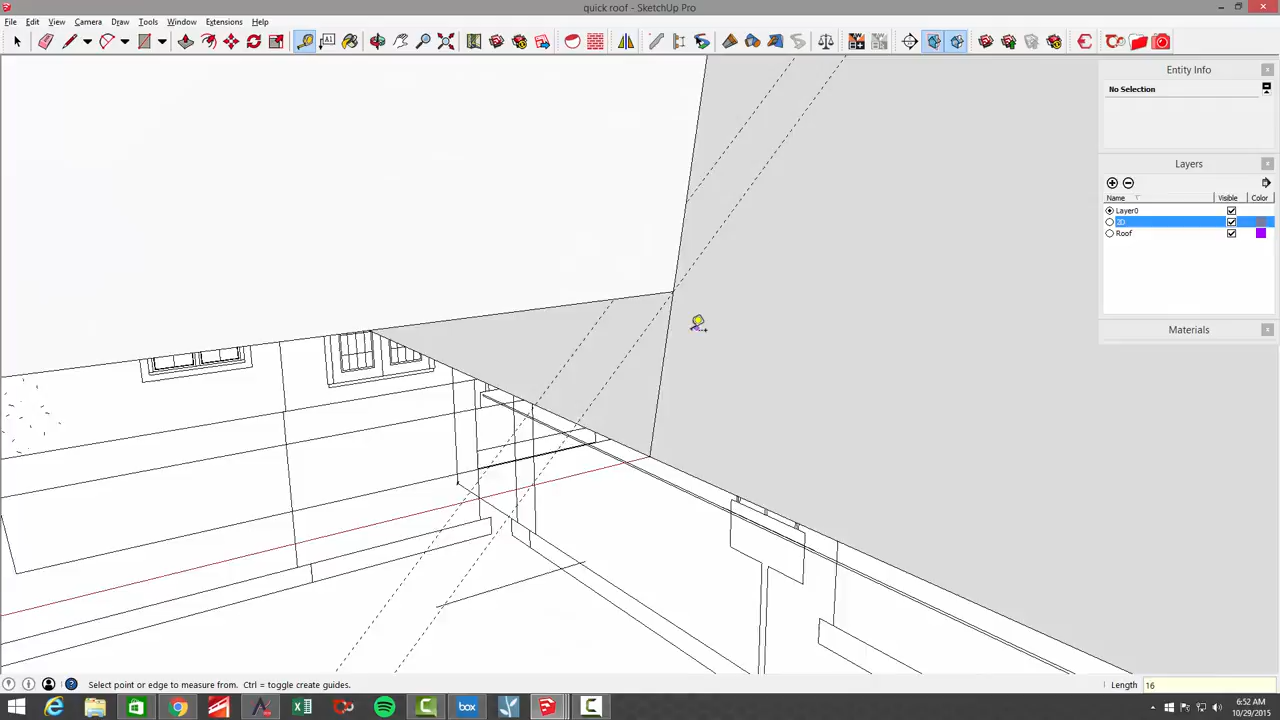 quick roof - SketchUp Pro
File Edit View Camera Draw Tools Window Extensions Help
Entity Info
No Selection
Layers
Name Visible Color
Layer0
2D
Roof
Materials
Select point or edge to measure from. Ctrl = toggle create guides.
Length 16
box
6:52 AM
10/29/2015